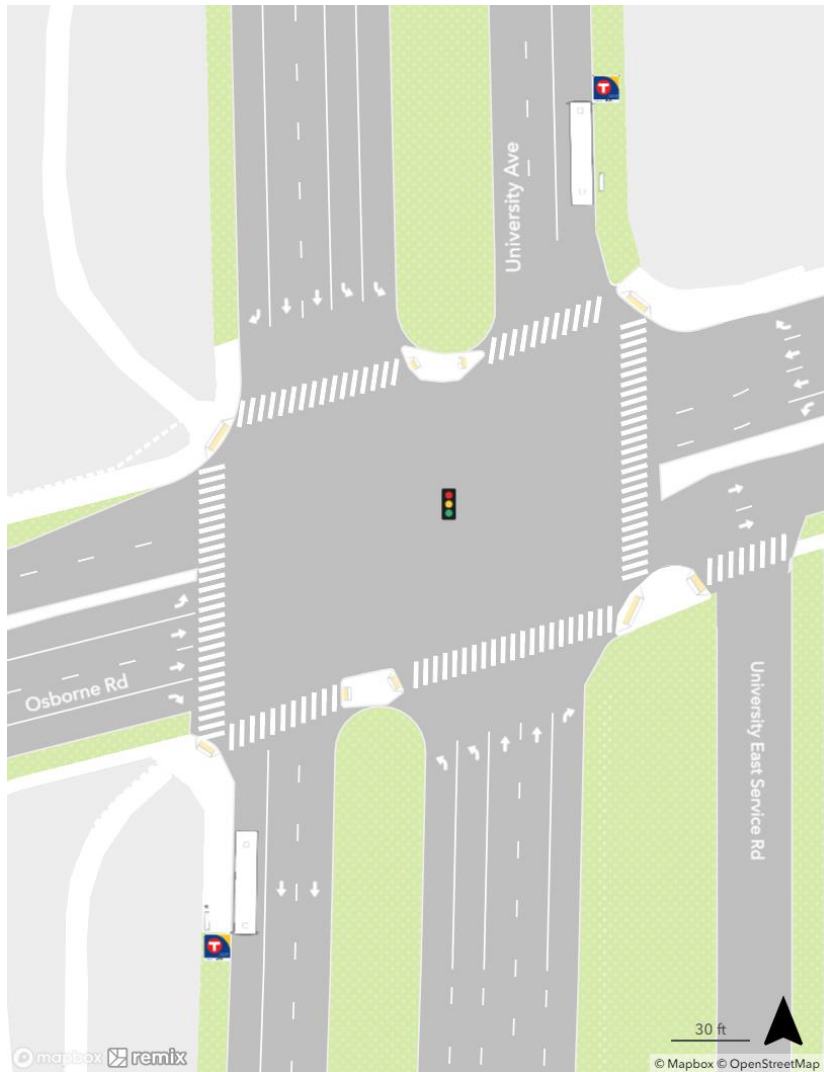 University Ave
T
Osborne Rd
University East Service Rd
T
30 ft
mapbox remix
© Mapbox © OpenStreetMap